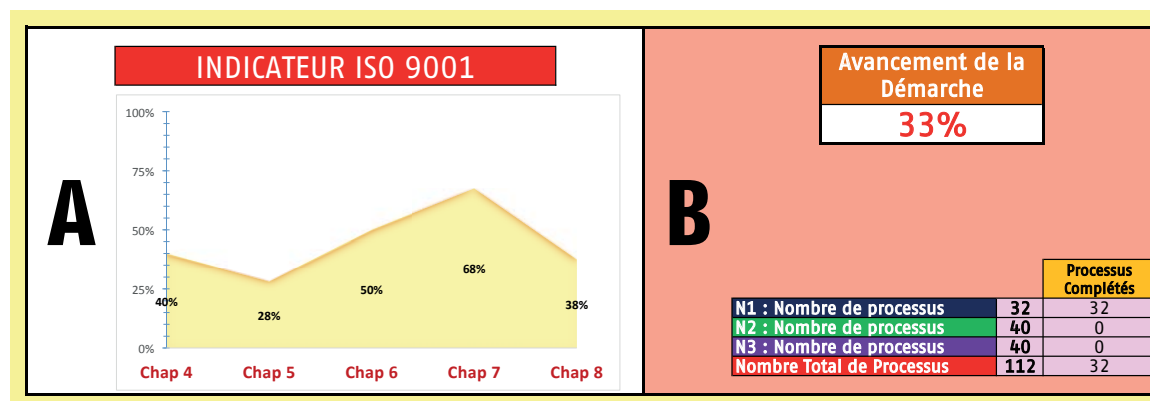 INDICATEUR ISO 9001
A
100%
75%
50%
25%
0%
40%
28%
50%
68%
38%
Chap 4 Chap 5 Chap 6 Chap 7 Chap 8
B
Avancement de la
Démarche
33%
Processus
Complétés
N1 : Nombre de processus 32 32
N2 : Nombre de processus 40 0
N3 : Nombre de processus 40 0
Nombre Total de Processus 112 32